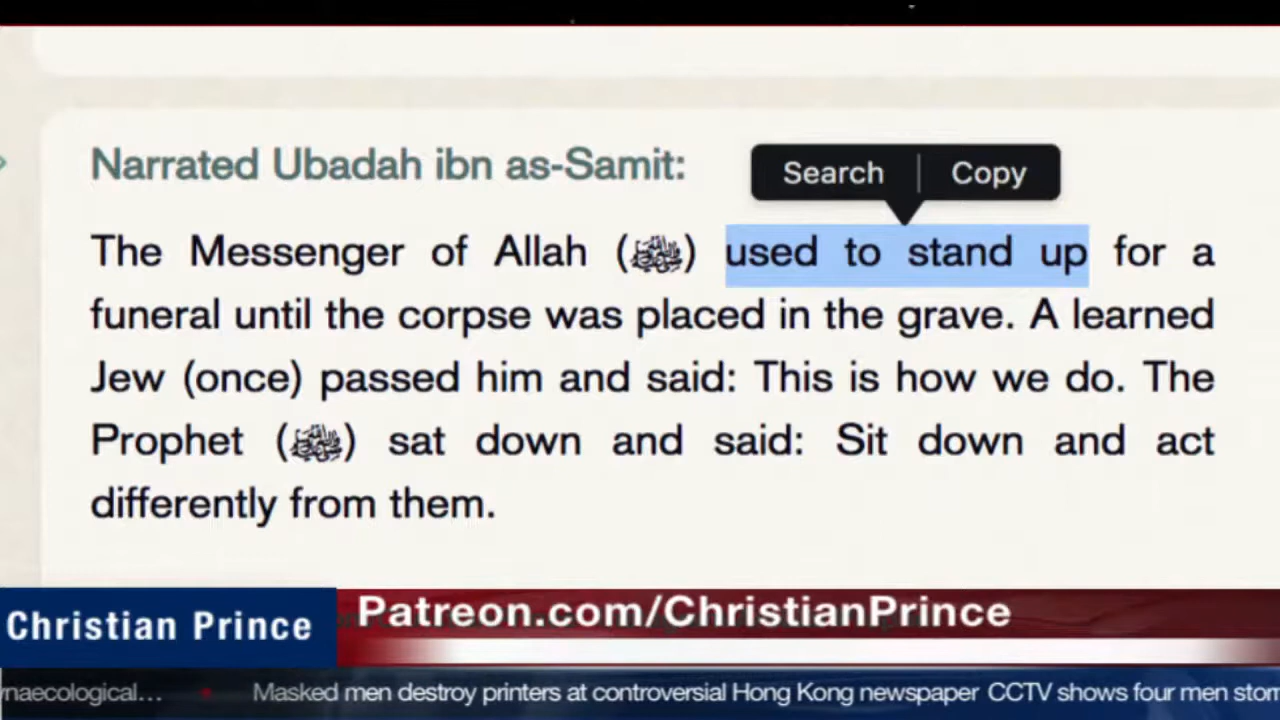 Narrated Ubadah ibn as-Samit:
Search | Copy
The Messenger of Allah (ﷺ) used to stand up for a
funeral until the corpse was placed in the grave. A learned
Jew (once) passed him and said: This is how we do. The
Prophet (ﷺ) sat down and said: Sit down and act
differently from them.
Christian Prince
Patreon.com/ChristianPrince
ynaecological… • Masked men destroy printers at controversial Hong Kong newspaper CCTV shows four men storm